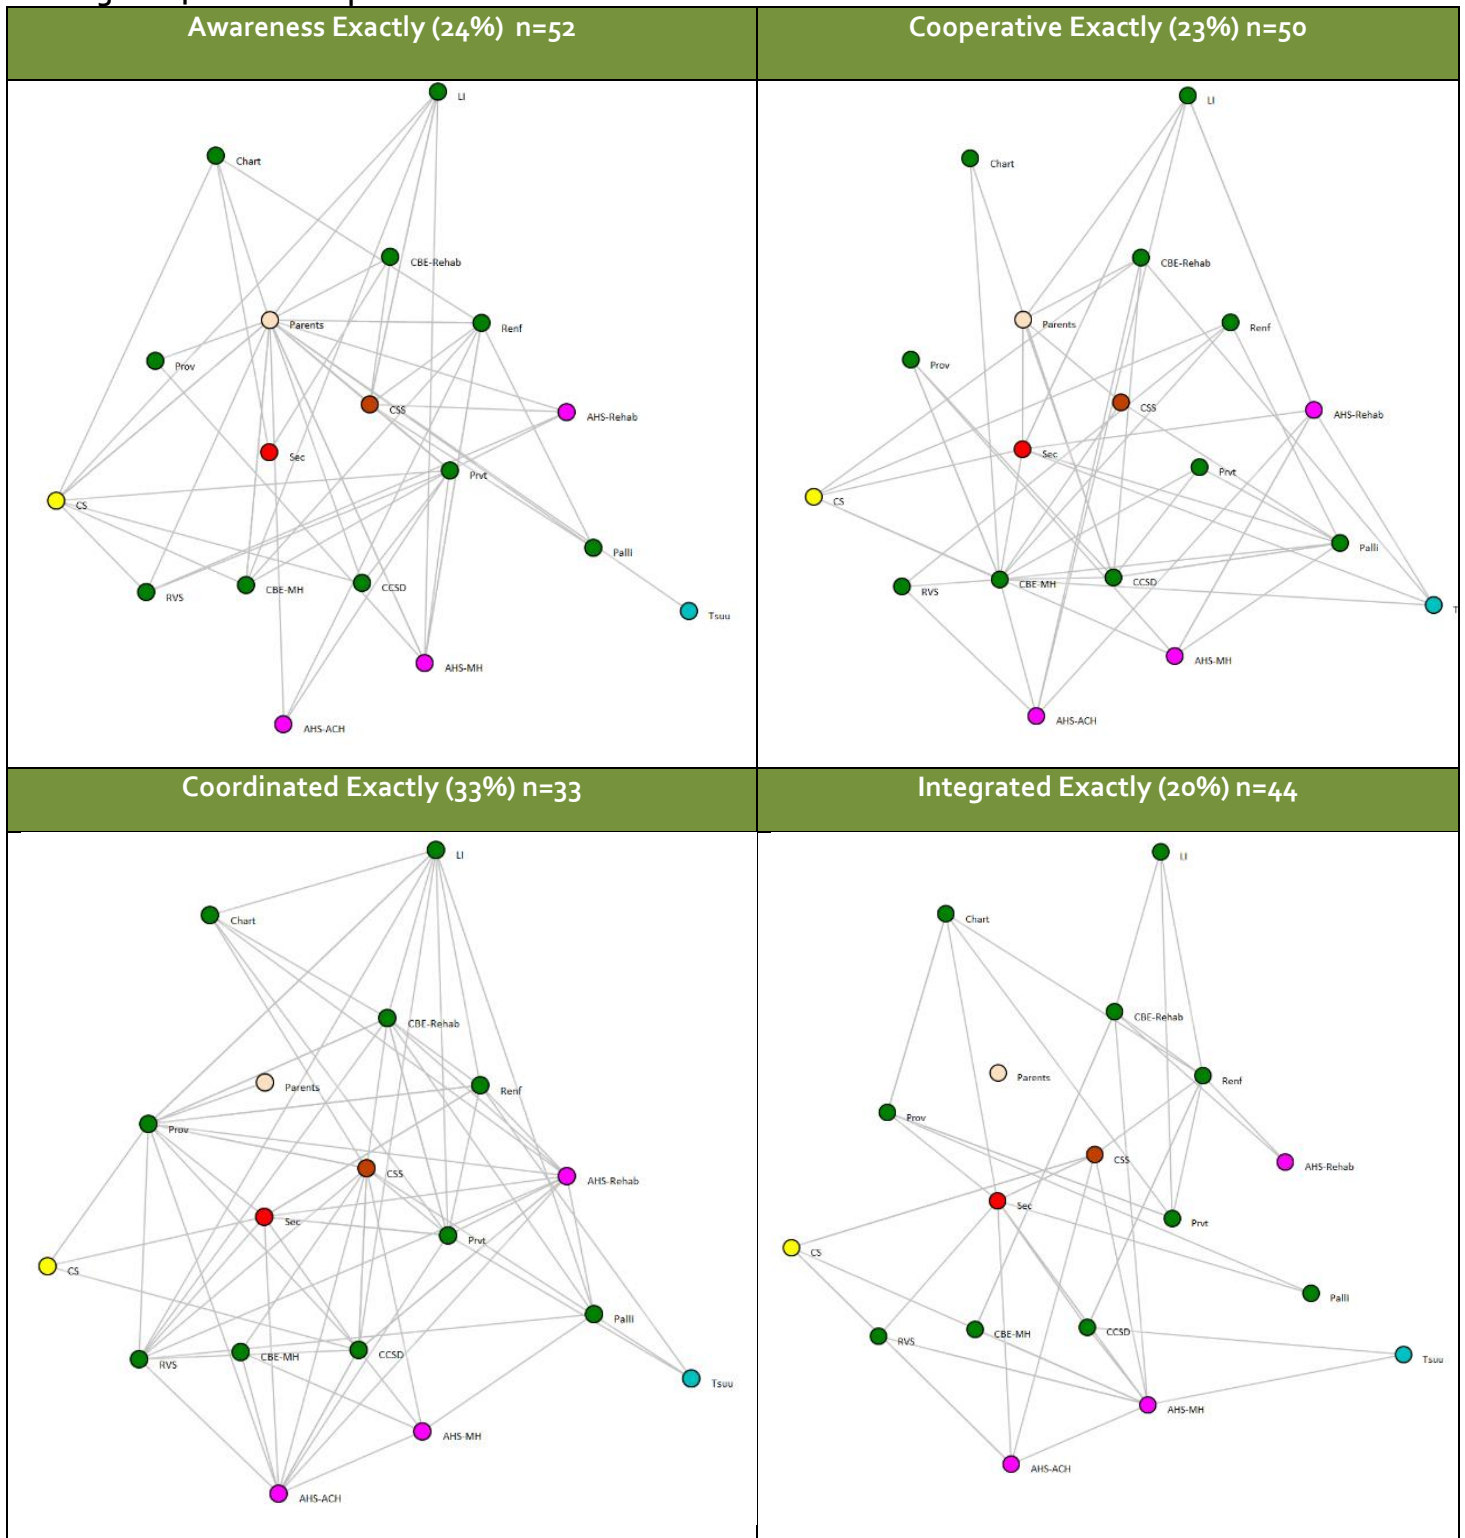 Awareness Exactly (24%) n=52
Cooperative Exactly (23%) n=50
LI
Chart
CBE-Rehab
Parents
Renf
Prov
CSS
AHS-Rehab
Sec
Prvt
CS
Palli
RVS
CBE-MH
CCSD
Tsuu
AHS-MH
AHS-ACH
LI
Chart
CBE-Rehab
Parents
Renf
Prov
CSS
AHS-Rehab
Sec
Prvt
CS
Palli
RVS
CBE-MH
CCSD
T
AHS-MH
AHS-ACH
Coordinated Exactly (33%) n=33
Integrated Exactly (20%) n=44
LI
Chart
CBE-Rehab
Parents
Renf
Prov
CSS
AHS-Rehab
Sec
Prvt
CS
Palli
RVS
CBE-MH
CCSD
Tsuu
AHS-MH
AHS-ACH
LI
Chart
CBE-Rehab
Parents
Renf
Prov
CSS
AHS-Rehab
Sec
Prvt
CS
Palli
RVS
CBE-MH
CCSD
Tsuu
AHS-MH
AHS-ACH